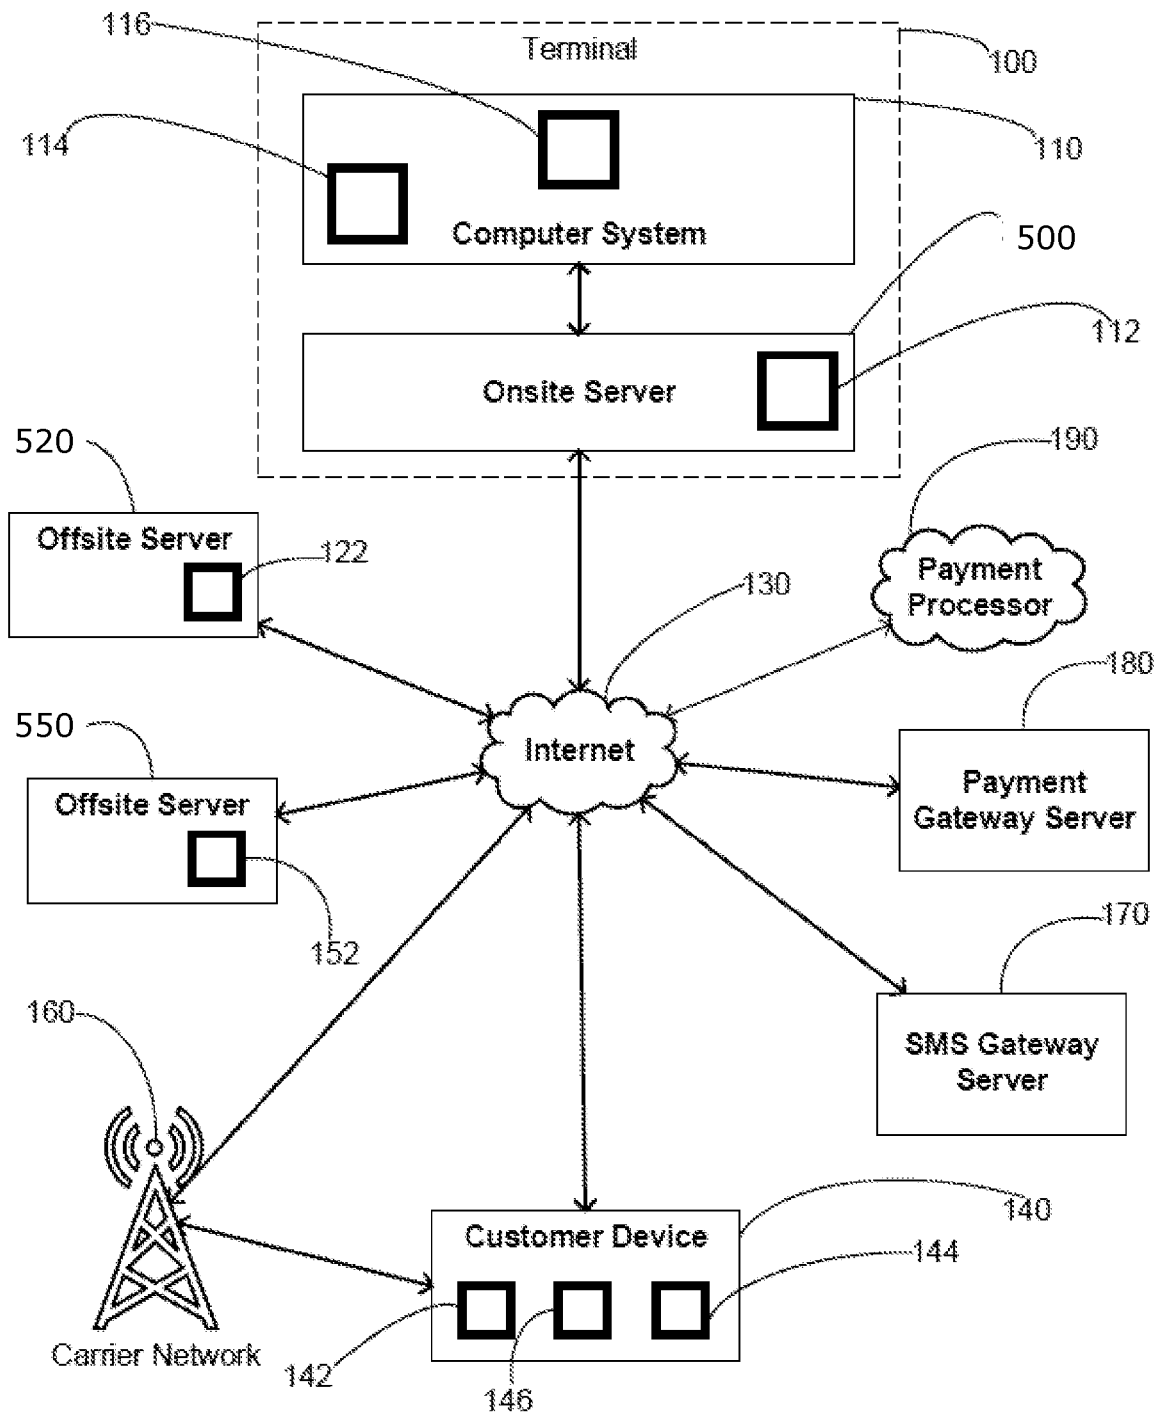 116
Terminal
100
114
110
Computer System
500
112
Onsite Server
520
190
Offsite Server
122
130
Payment
Processor
180
550
Internet
Offsite Server
Payment
Gateway Server
152
170
160
SMS Gateway
Server
140
Customer Device
144
Carrier Network
142
146